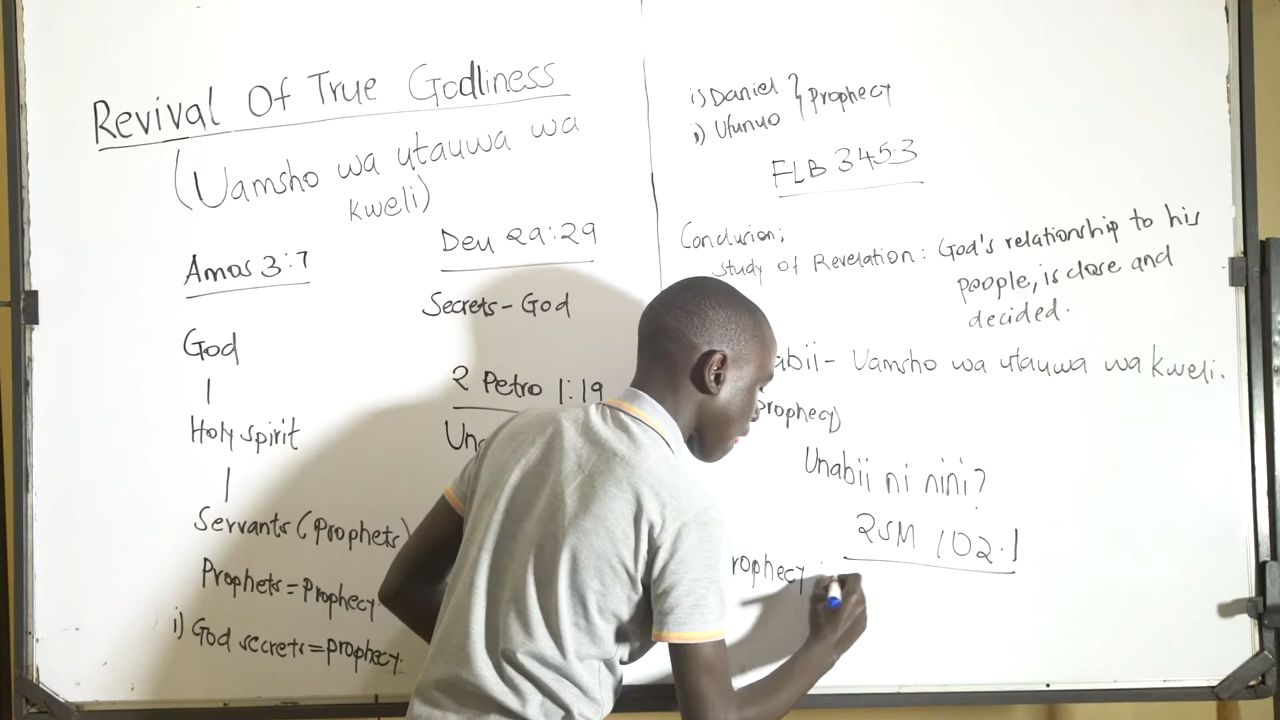 Revival Of True Godliness
(Uamsho wa utauwa wa
kweli)
Amos 3:7
God
Holy spirit
Servants (Prophets)
Prophets = Prophecy
i) God secrets = prophecy.
Deu 29:29
Secrets - God
2 Petro 1:19
i) Daniel } Prophecy
ii) Ufunuo
FLB 345.3
Conclusion;
study of Revelation: God's relationship to his
people, is close and
decided.
abii - Uamsho wa utauwa wa kweli.
prophecy)
Unabii ni nini?
2SM 102.1
rophecy :